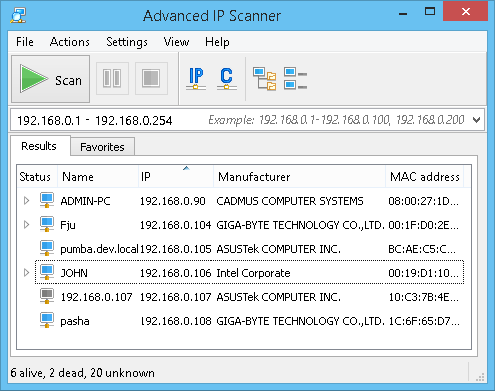 Advanced IP Scanner
File Actions Settings View Help
Scan IP C
192.168.0.1 - 192.168.0.254 Example: 192.168.0.1-192.168.0.100, 192.168.0.200
Results Favorites
Status Name IP Manufacturer MAC address
ADMIN-PC 192.168.0.90 CADMUS COMPUTER SYSTEMS 08:00:27:1D...
Fju 192.168.0.104 GIGA-BYTE TECHNOLOGY CO.,LTD. 00:1F:D0:2E...
pumba.dev.local 192.168.0.105 ASUSTek COMPUTER INC. BC:AE:C5:C...
JOHN 192.168.0.106 Intel Corporate 00:19:D1:10...
192.168.0.107 192.168.0.107 ASUSTek COMPUTER INC. 10:C3:7B:4E...
pasha 192.168.0.108 GIGA-BYTE TECHNOLOGY CO.,LTD. 1C:6F:65:D7...
6 alive, 2 dead, 20 unknown